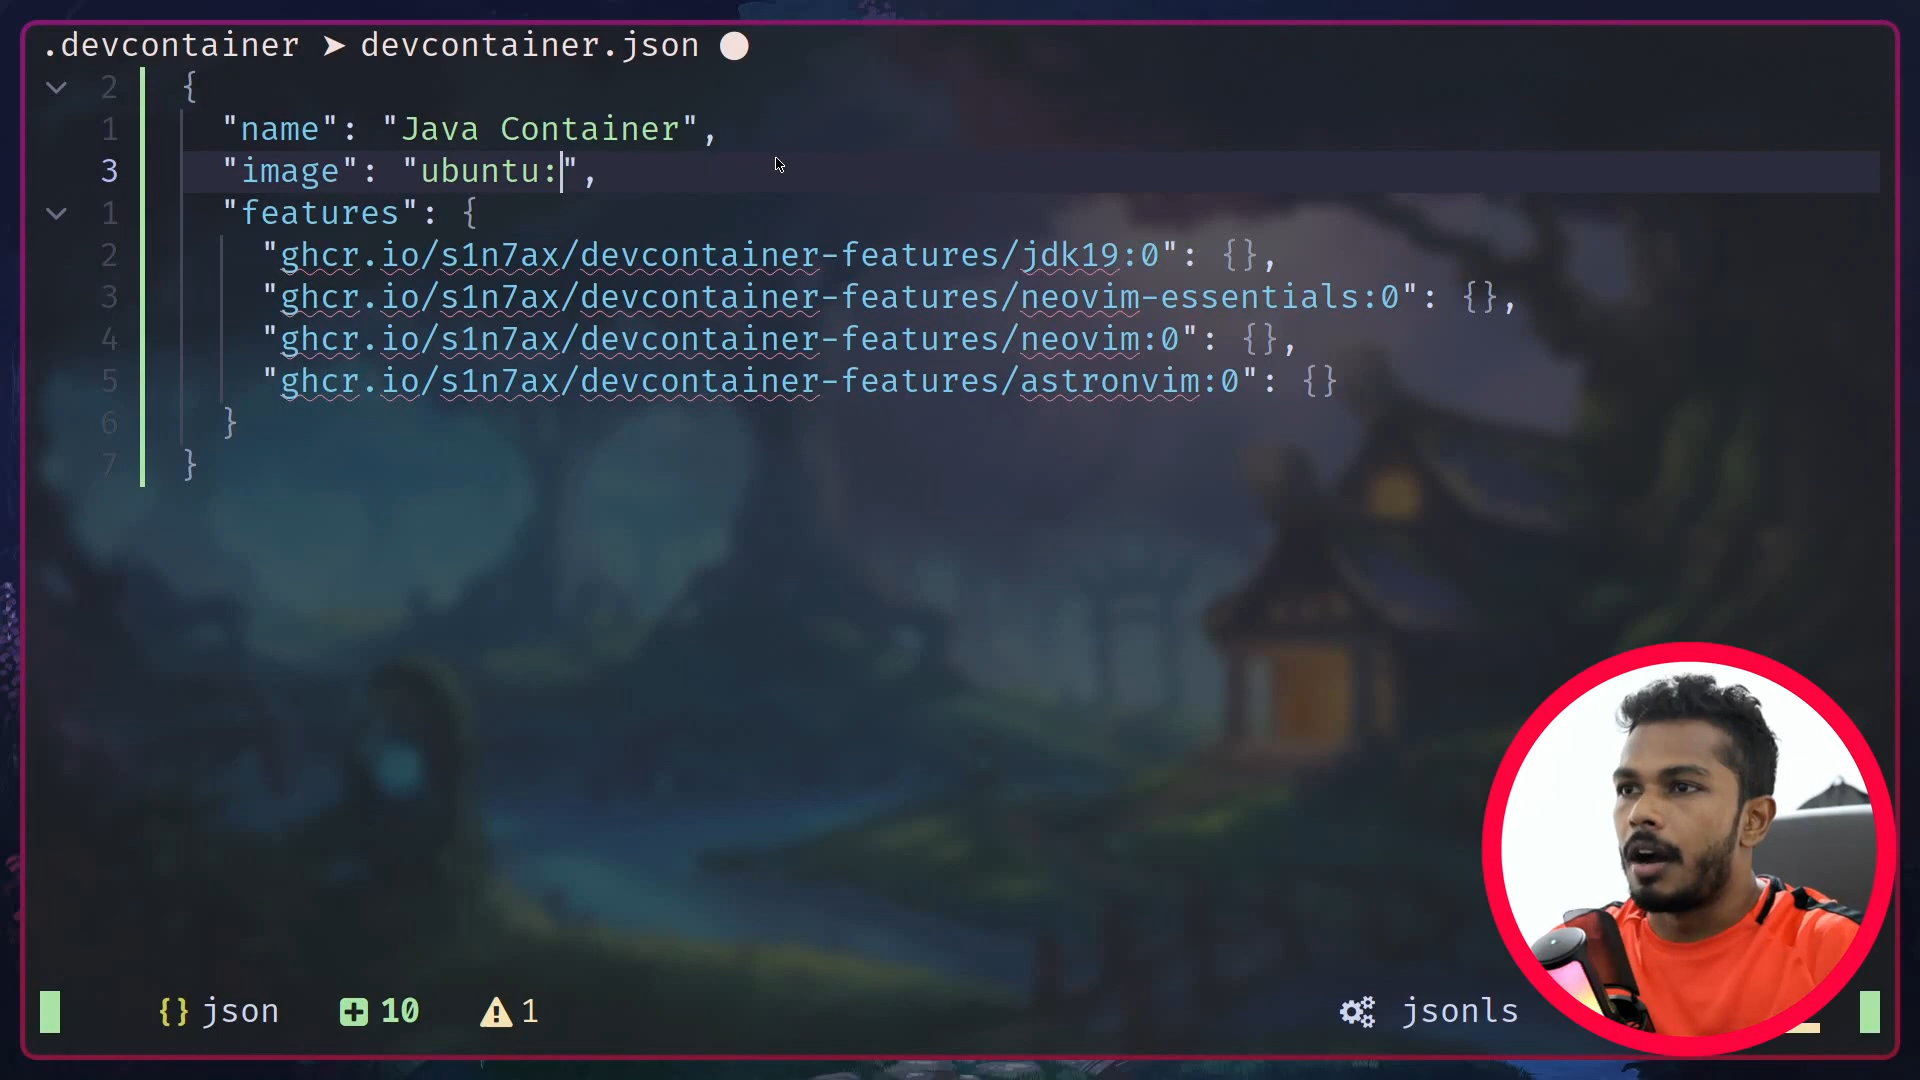 .devcontainer ➤ devcontainer.json ●
2 {
1 "name": "Java Container",
3 "image": "ubuntu:",
1 "features": {
2 "ghcr.io/s1n7ax/devcontainer-features/jdk19:0": {},
3 "ghcr.io/s1n7ax/devcontainer-features/neovim-essentials:0": {},
4 "ghcr.io/s1n7ax/devcontainer-features/neovim:0": {},
5 "ghcr.io/s1n7ax/devcontainer-features/astronvim:0": {}
6 }
7 }
{} json 10 1 jsonls